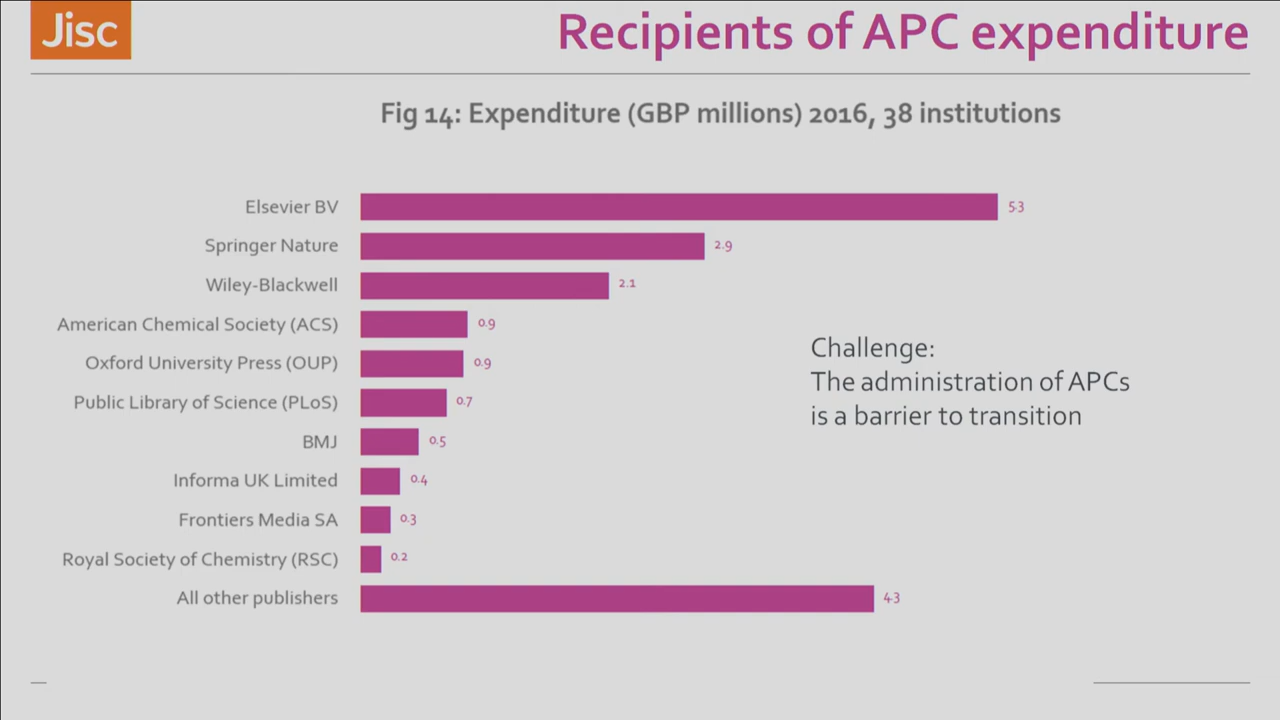 Jisc
Recipients of APC expenditure
Fig 14: Expenditure (GBP millions) 2016, 38 institutions
Elsevier BV 5.3
Springer Nature 2.9
Wiley-Blackwell 2.1
American Chemical Society (ACS) 0.9
Oxford University Press (OUP) 0.9
Public Library of Science (PLoS) 0.7
BMJ 0.5
Informa UK Limited 0.4
Frontiers Media SA 0.3
Royal Society of Chemistry (RSC) 0.2
All other publishers 4.3
Challenge:
The administration of APCs
is a barrier to transition